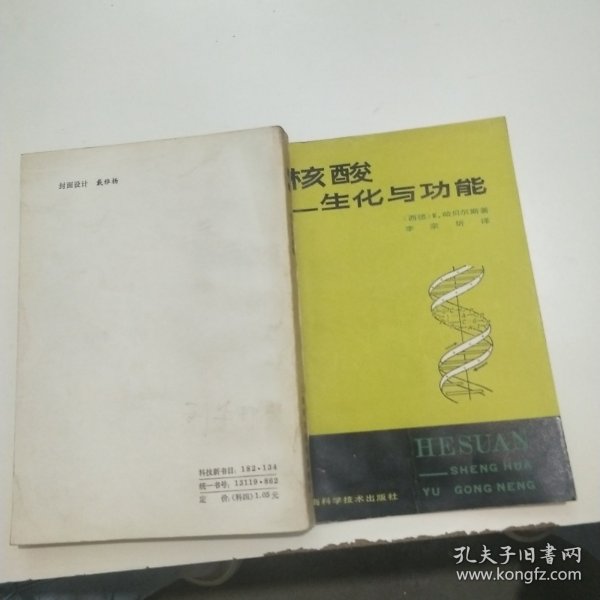 封面设计 戴维扬
科技新书目：182-134
统一书号：13119·862
定 价：(科四) 1.05元
核酸
—生化与功能
〔西德〕E.哈贝尔斯著
李宗 译
HESUAN
—SHENG HUA
YU GONG NENG
科学技术出版社
孔夫子旧书网
www.kongfz.com